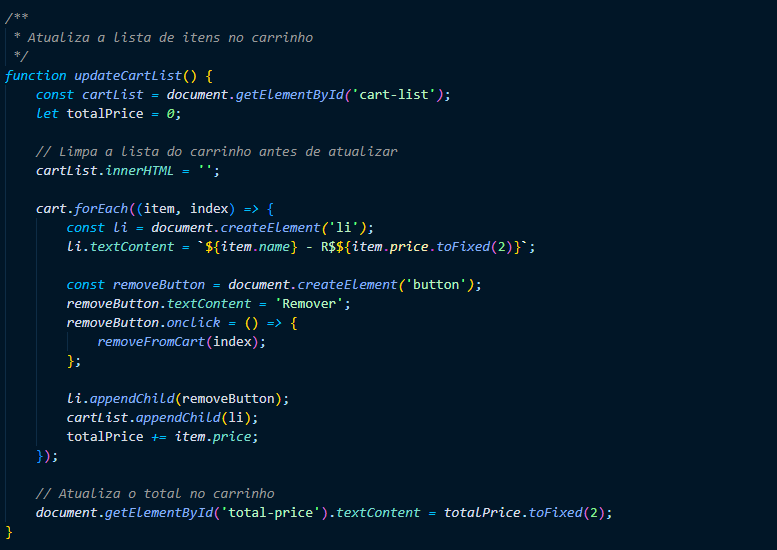 /**
 * Atualiza a lista de itens no carrinho
 */
function updateCartList() {
    const cartList = document.getElementById('cart-list');
    let totalPrice = 0;

    // Limpa a lista do carrinho antes de atualizar
    cartList.innerHTML = '';

    cart.forEach((item, index) => {
        const li = document.createElement('li');
        li.textContent = `${item.name} - R$${item.price.toFixed(2)}`;

        const removeButton = document.createElement('button');
        removeButton.textContent = 'Remover';
        removeButton.onclick = () => {
            removeFromCart(index);
        };

        li.appendChild(removeButton);
        cartList.appendChild(li);
        totalPrice += item.price;
    });

    // Atualiza o total no carrinho
    document.getElementById('total-price').textContent = totalPrice.toFixed(2);
}